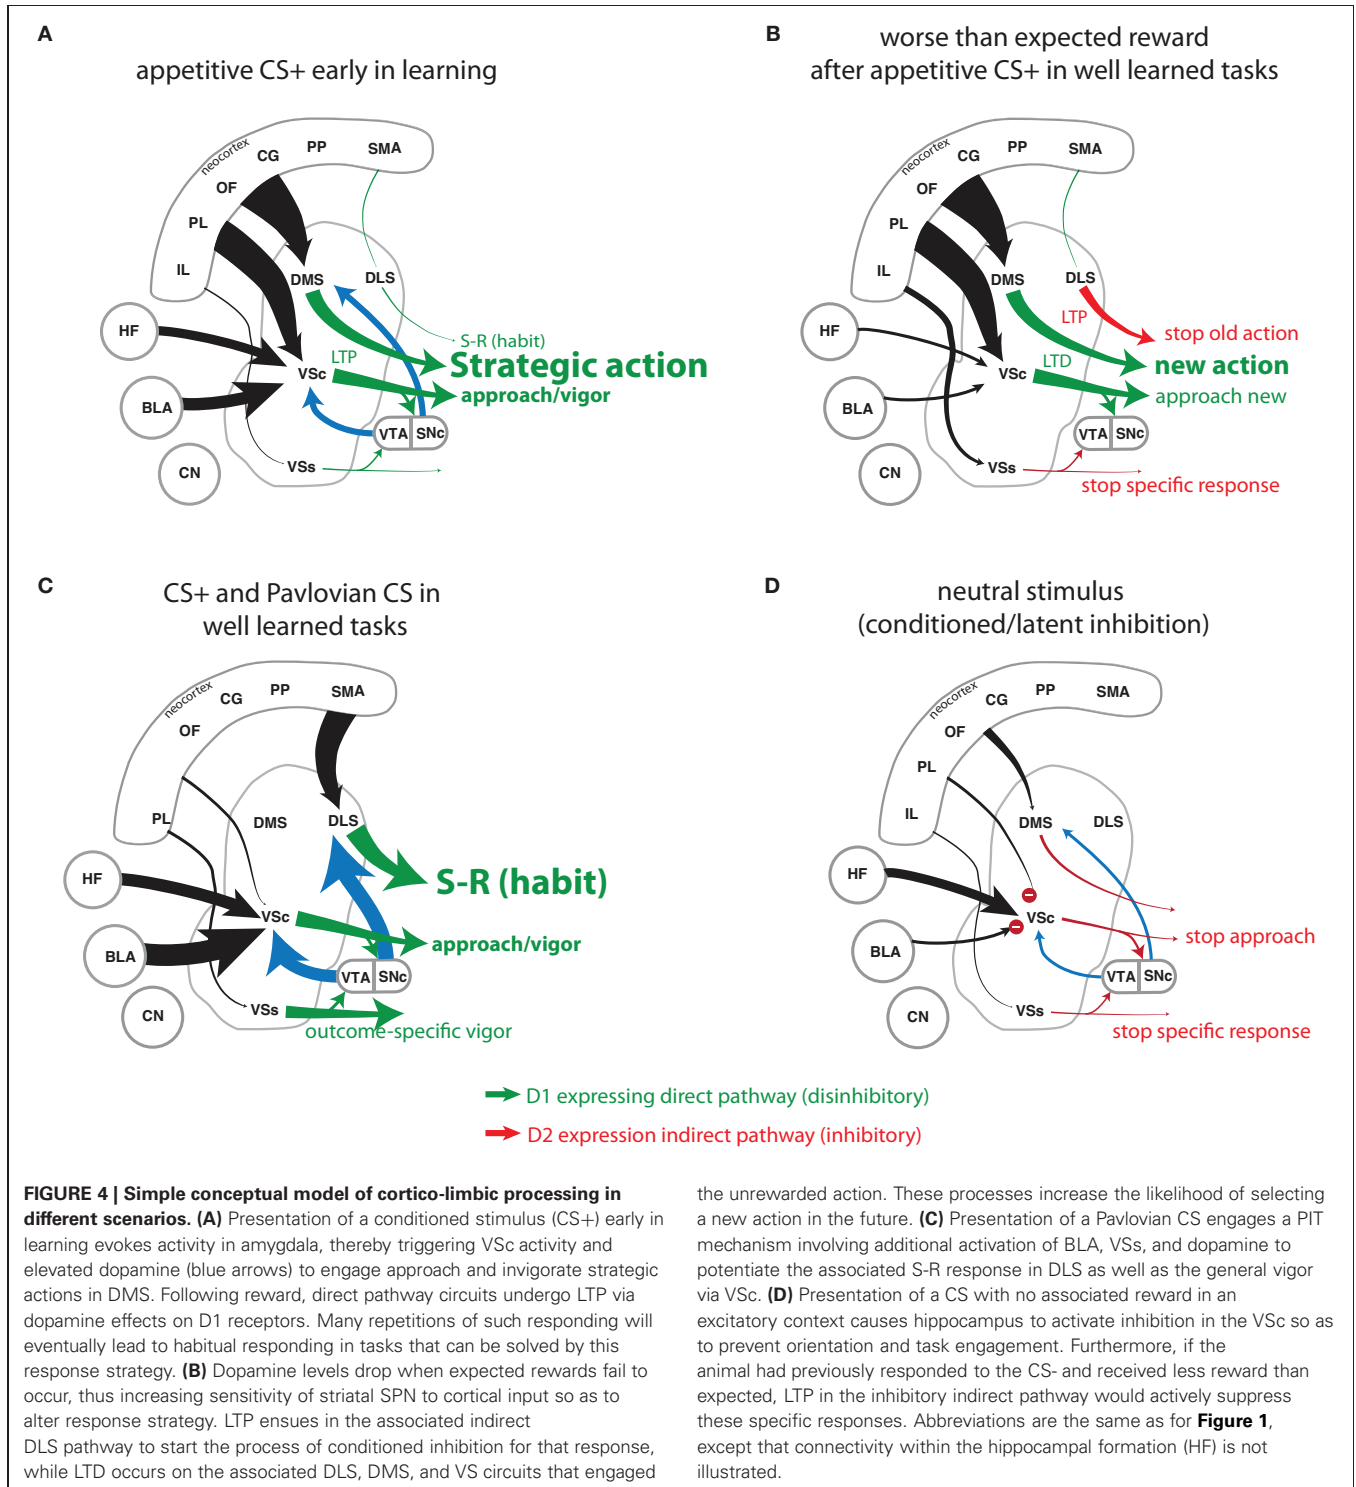 A
appetitive CS+ early in learning
neocortex
CG
PP
SMA
OF
PL
IL
DMS
DLS
HF
S-R (habit)
LTP
Strategic action
VSc
approach/vigor
BLA
VTA
SNc
VSs
CN
B
worse than expected reward
after appetitive CS+ in well learned tasks
neocortex
CG
PP
SMA
OF
PL
IL
DMS
DLS
LTP
HF
stop old action
LTD
new action
VSc
approach new
BLA
VTA
SNc
VSs
CN
stop specific response
C
CS+ and Pavlovian CS in
well learned tasks
neocortex
CG
PP
SMA
OF
PL
DMS
DLS
HF
S-R (habit)
VSc
approach/vigor
BLA
VTA
SNc
VSs
CN
outcome-specific vigor
D
neutral stimulus
(conditioned/latent inhibition)
neocortex
CG
PP
SMA
OF
PL
IL
DMS
DLS
HF
VSc
stop approach
BLA
VTA
SNc
VSs
CN
stop specific response
D1 expressing direct pathway (disinhibitory)
D2 expression indirect pathway (inhibitory)
FIGURE 4 | Simple conceptual model of cortico-limbic processing in
different scenarios. (A) Presentation of a conditioned stimulus (CS+) early in
learning evokes activity in amygdala, thereby triggering VSc activity and
elevated dopamine (blue arrows) to engage approach and invigorate strategic
actions in DMS. Following reward, direct pathway circuits undergo LTP via
dopamine effects on D1 receptors. Many repetitions of such responding will
eventually lead to habitual responding in tasks that can be solved by this
response strategy. (B) Dopamine levels drop when expected rewards fail to
occur, thus increasing sensitivity of striatal SPN to cortical input so as to
alter response strategy. LTP ensues in the associated indirect
DLS pathway to start the process of conditioned inhibition for that response,
while LTD occurs on the associated DLS, DMS, and VS circuits that engaged
the unrewarded action. These processes increase the likelihood of selecting
a new action in the future. (C) Presentation of a Pavlovian CS engages a PIT
mechanism involving additional activation of BLA, VSs, and dopamine to
potentiate the associated S-R response in DLS as well as the general vigor
via VSc. (D) Presentation of a CS with no associated reward in an
excitatory context causes hippocampus to activate inhibition in the VSc so as
to prevent orientation and task engagement. Furthermore, if the
animal had previously responded to the CS- and received less reward than
expected, LTP in the inhibitory indirect pathway would actively suppress
these specific responses. Abbreviations are the same as for Figure 1,
except that connectivity within the hippocampal formation (HF) is not
illustrated.